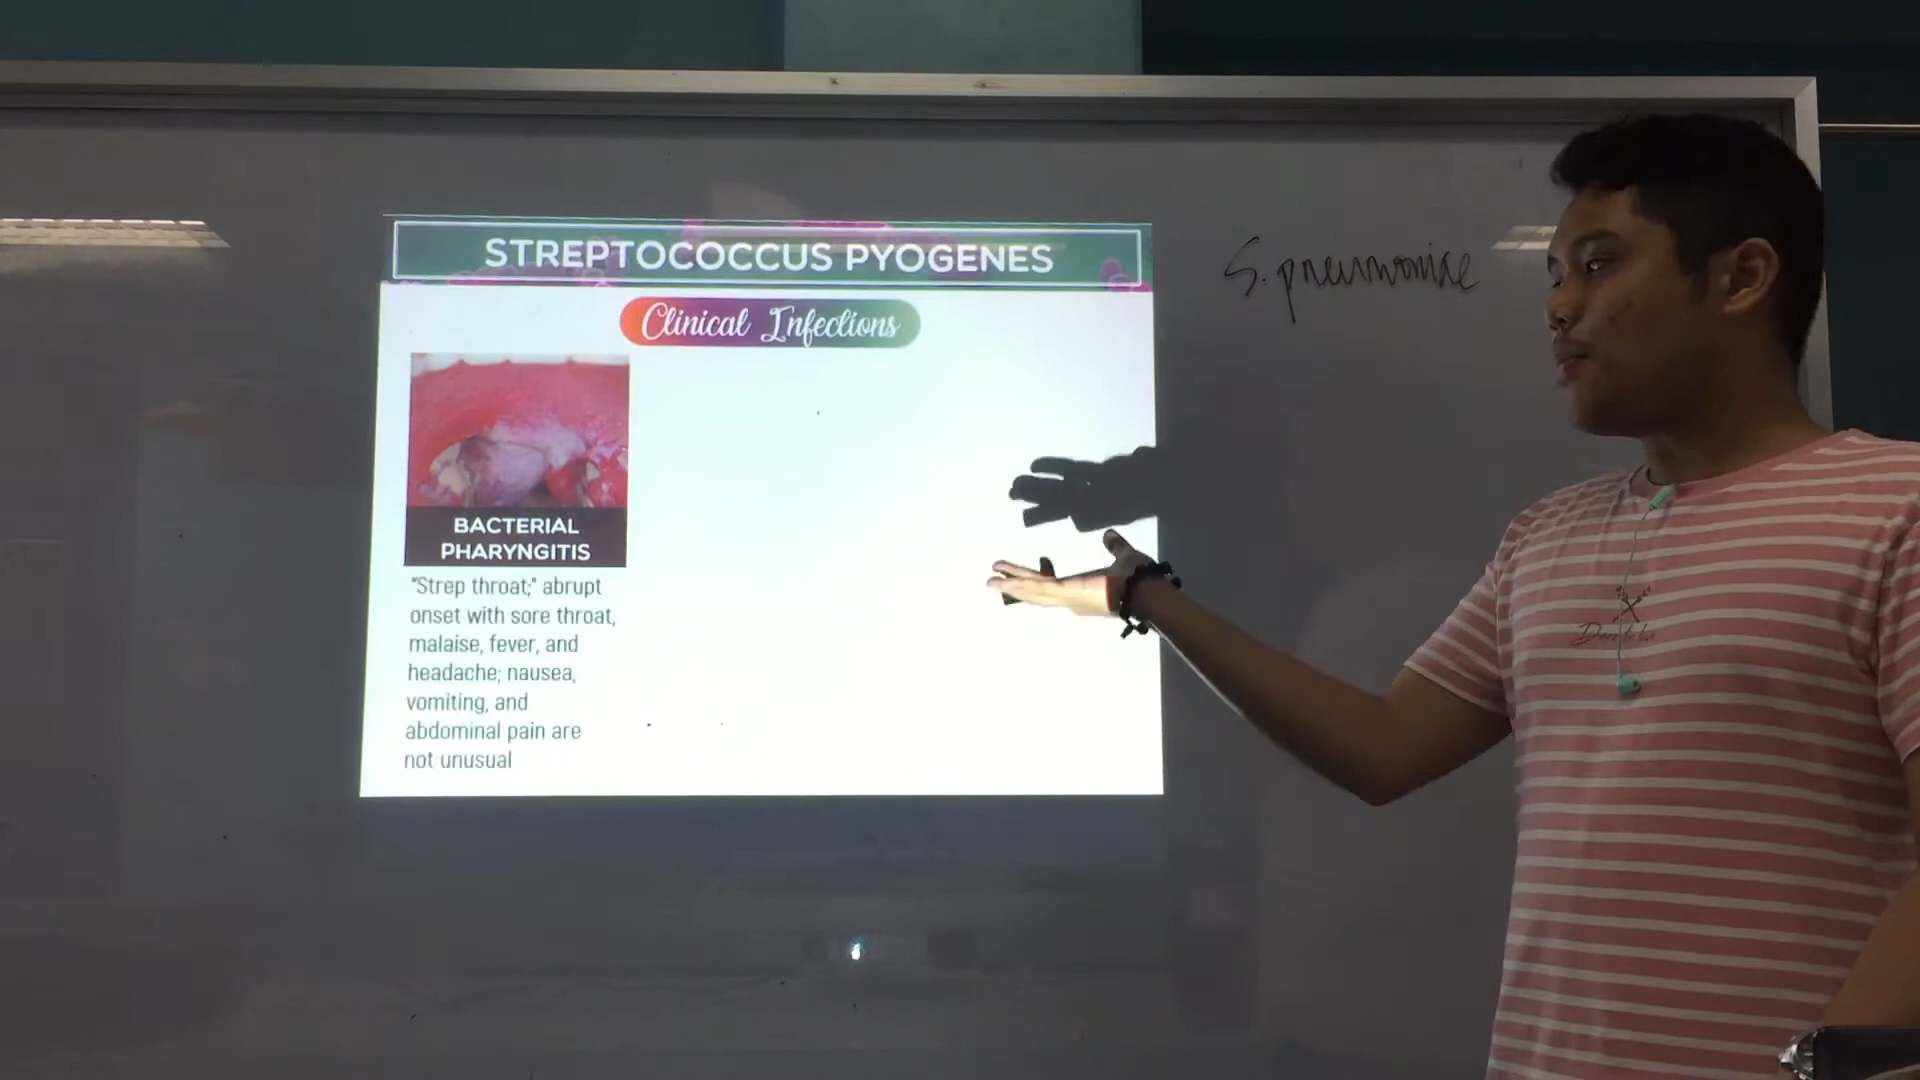 STREPTOCOCCUS PYOGENES
Clinical Infections
S. pneumoniae
BACTERIAL
PHARYNGITIS
"Strep throat;" abrupt
onset with sore throat,
malaise, fever, and
headache; nausea,
vomiting, and
abdominal pain are
not unusual